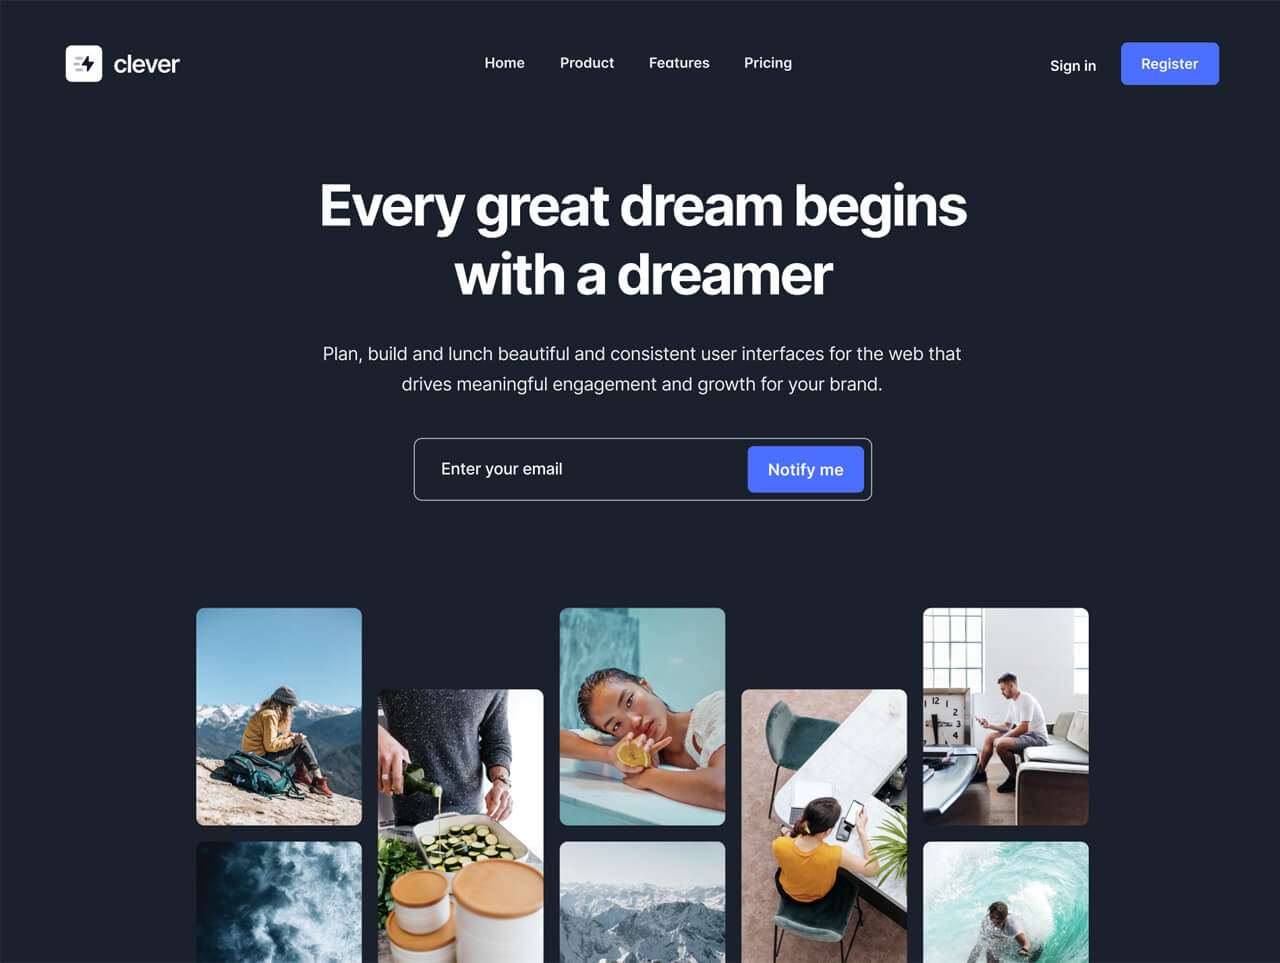 clever
Home Product Features Pricing
Sign in Register
Every great dream begins
with a dreamer
Plan, build and lunch beautiful and consistent user interfaces for the web that
drives meaningful engagement and growth for your brand.
Enter your email Notify me
12
2
3
4